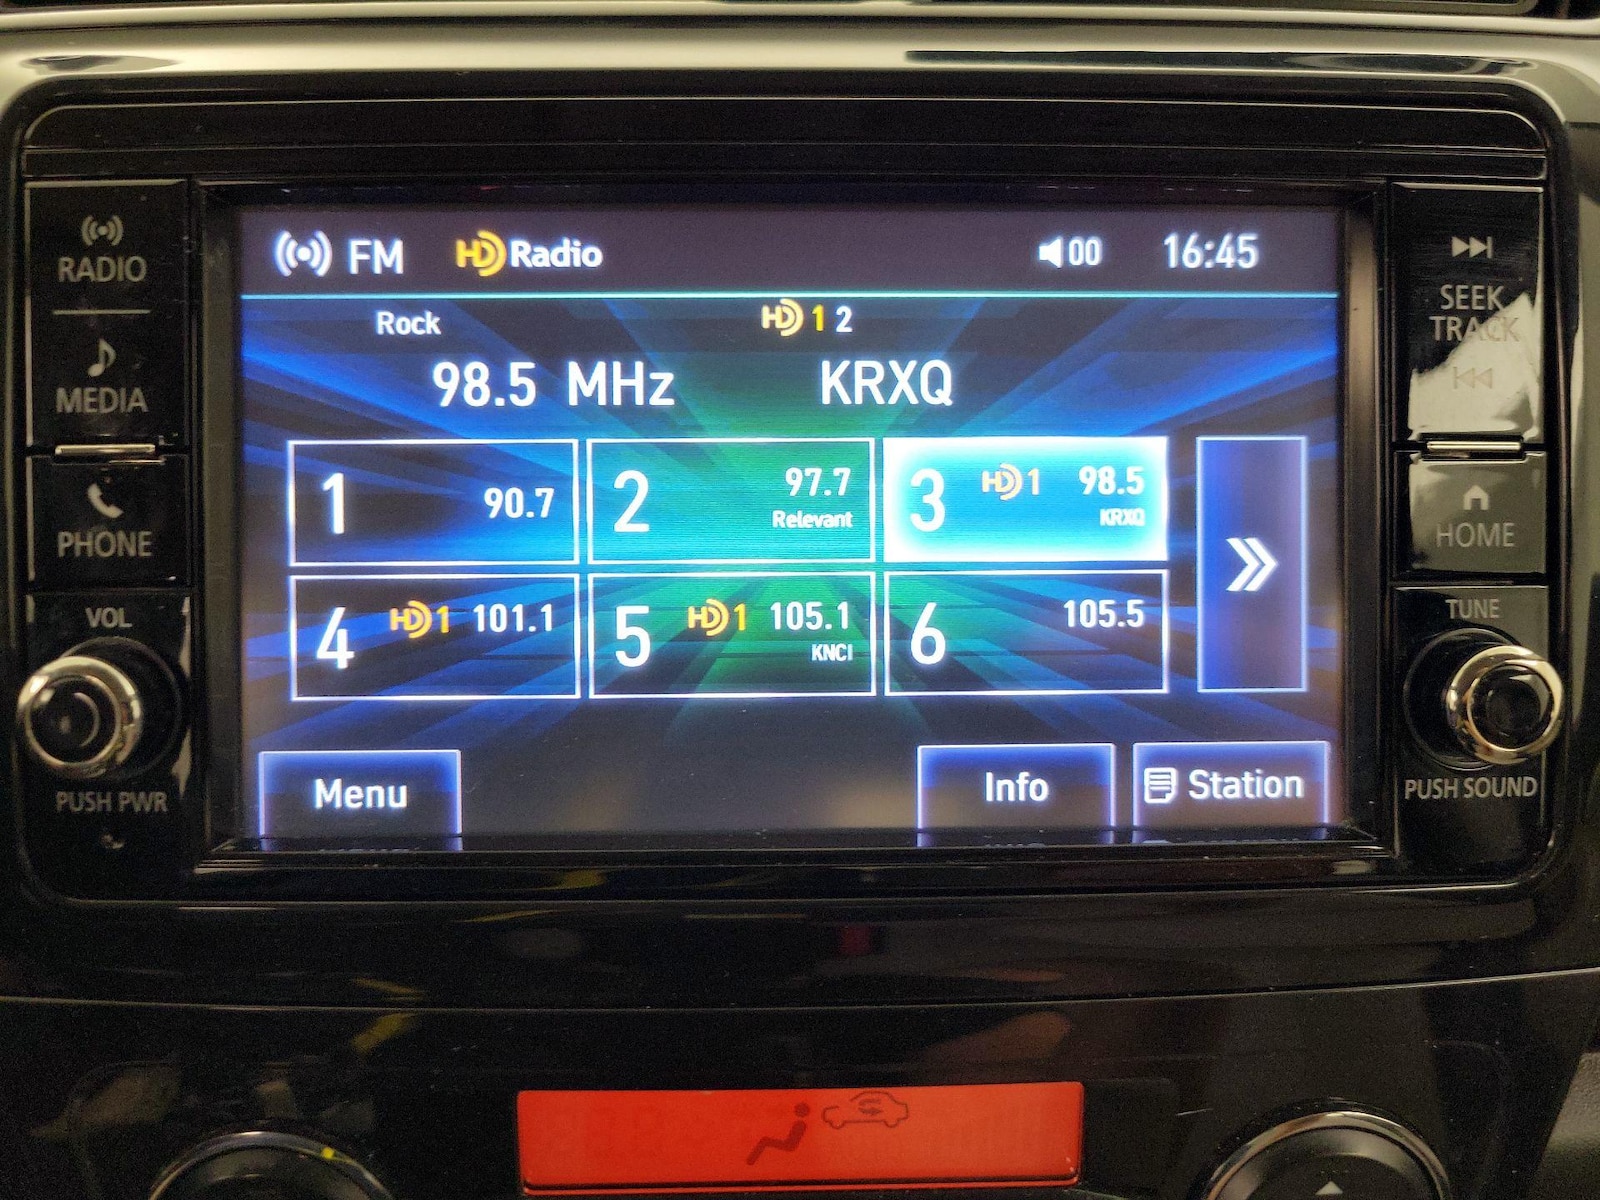 RADIO
MEDIA
PHONE
VOL
PUSH PWR
FM HD Radio 00 16:45
Rock HD 1 2
98.5 MHz KRXQ
1 90.7
2 97.7
Relevant
3 HD 1 98.5
KRXQ
4 HD 1 101.1
5 HD 1 105.1
KNCI
6 105.5
Menu Info Station
SEEK
TRACK
HOME
TUNE
PUSH SOUND